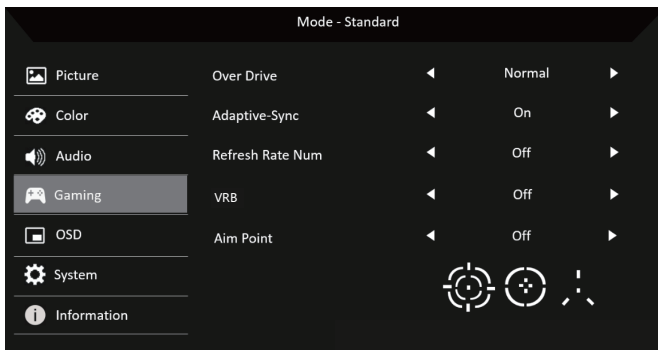 Mode - Standard
Picture
Color
Audio
Gaming
OSD
System
Information
Over Drive Normal
Adaptive-Sync On
Refresh Rate Num Off
VRB Off
Aim Point Off